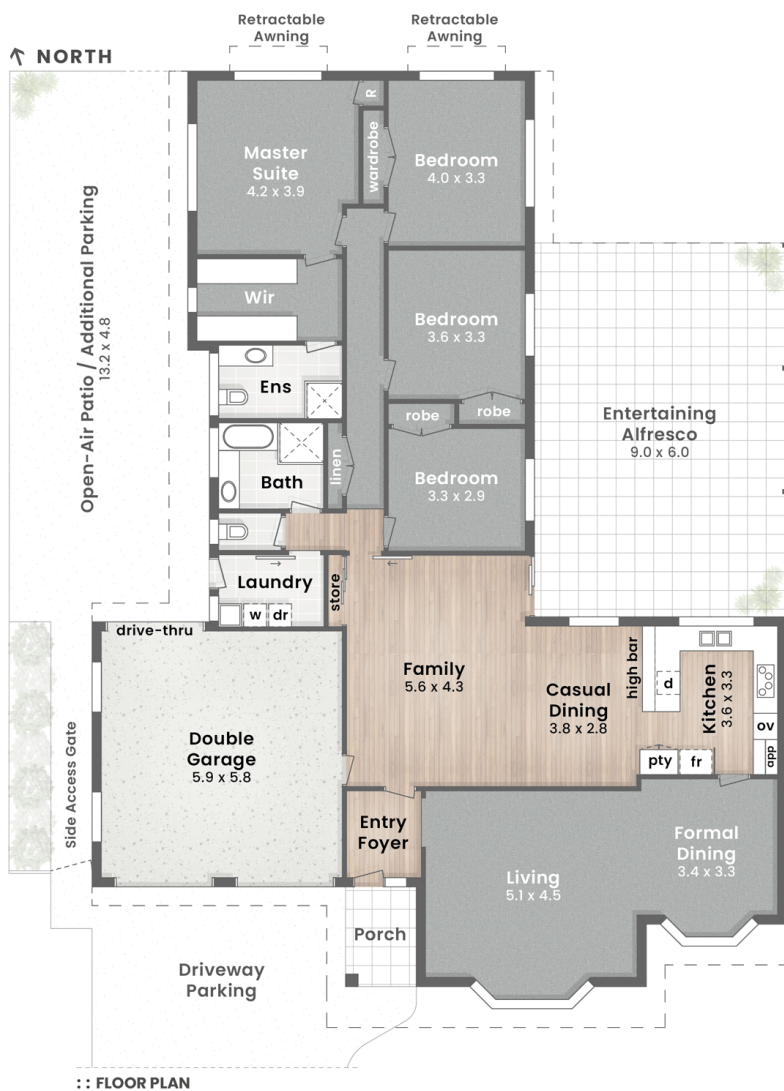 Retractable
Awning
Retractable
Awning
NORTH
R
Master
Suite
4.2 x 3.9
wardrobe
Bedroom
4.0 x 3.3
Open-Air Patio / Additional Parking
13.2 x 4.8
Wir
Bedroom
3.6 x 3.3
Ens
robe
robe
Entertaining
Alfresco
9.0 x 6.0
linen
Bath
Bedroom
3.3 x 2.9
Laundry
store
w
dr
drive-thru
Family
5.6 x 4.3
high bar
Casual
Dining
3.8 x 2.8
d
Kitchen
3.6 x 3.3
ov
app
pty
fr
Double
Garage
5.9 x 5.8
Side Access Gate
Entry
Foyer
Formal
Dining
3.4 x 3.3
Living
5.1 x 4.5
Porch
Driveway
Parking
:: FLOOR PLAN